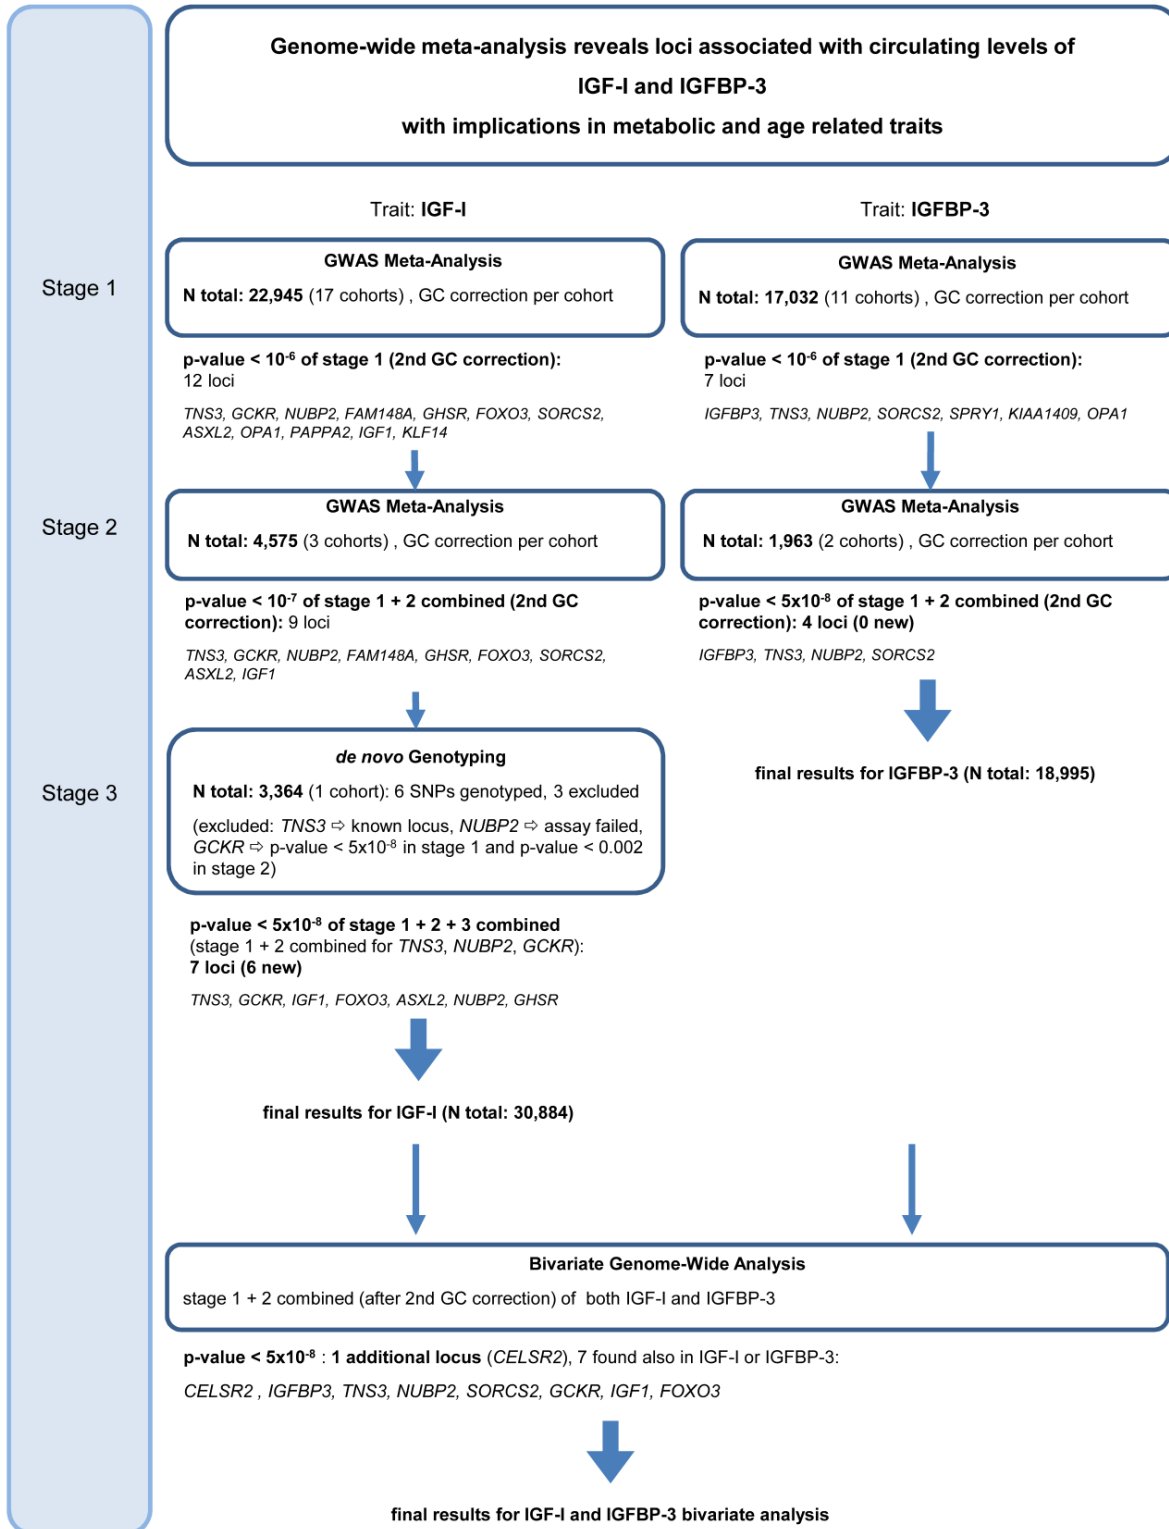 Genome-wide meta-analysis reveals loci associated with circulating levels of
IGF-I and IGFBP-3
with implications in metabolic and age related traits
Trait: IGF-I
Trait: IGFBP-3
Stage 1
GWAS Meta-Analysis
N total: 22,945 (17 cohorts) , GC correction per cohort
GWAS Meta-Analysis
N total: 17,032 (11 cohorts) , GC correction per cohort
p-value < 10⁻⁶ of stage 1 (2nd GC correction):
12 loci
TNS3, GCKR, NUBP2, FAM148A, GHSR, FOXO3, SORCS2,
ASXL2, OPA1, PAPPA2, IGF1, KLF14
p-value < 10⁻⁶ of stage 1 (2nd GC correction):
7 loci
IGFBP3, TNS3, NUBP2, SORCS2, SPRY1, KIAA1409, OPA1
Stage 2
GWAS Meta-Analysis
N total: 4,575 (3 cohorts) , GC correction per cohort
GWAS Meta-Analysis
N total: 1,963 (2 cohorts) , GC correction per cohort
p-value < 10⁻⁷ of stage 1 + 2 combined (2nd GC
correction): 9 loci
TNS3, GCKR, NUBP2, FAM148A, GHSR, FOXO3, SORCS2,
ASXL2, IGF1
p-value < 5x10⁻⁸ of stage 1 + 2 combined (2nd GC
correction): 4 loci (0 new)
IGFBP3, TNS3, NUBP2, SORCS2
Stage 3
de novo Genotyping
N total: 3,364 (1 cohort): 6 SNPs genotyped, 3 excluded
(excluded: TNS3 ⇨ known locus, NUBP2 ⇨ assay failed,
GCKR ⇨ p-value < 5x10⁻⁸ in stage 1 and p-value < 0.002
in stage 2)
final results for IGFBP-3 (N total: 18,995)
p-value < 5x10⁻⁸ of stage 1 + 2 + 3 combined
(stage 1 + 2 combined for TNS3, NUBP2, GCKR):
7 loci (6 new)
TNS3, GCKR, IGF1, FOXO3, ASXL2, NUBP2, GHSR
final results for IGF-I (N total: 30,884)
Bivariate Genome-Wide Analysis
stage 1 + 2 combined (after 2nd GC correction) of both IGF-I and IGFBP-3
p-value < 5x10⁻⁸ : 1 additional locus (CELSR2), 7 found also in IGF-I or IGFBP-3:
CELSR2 , IGFBP3, TNS3, NUBP2, SORCS2, GCKR, IGF1, FOXO3
final results for IGF-I and IGFBP-3 bivariate analysis